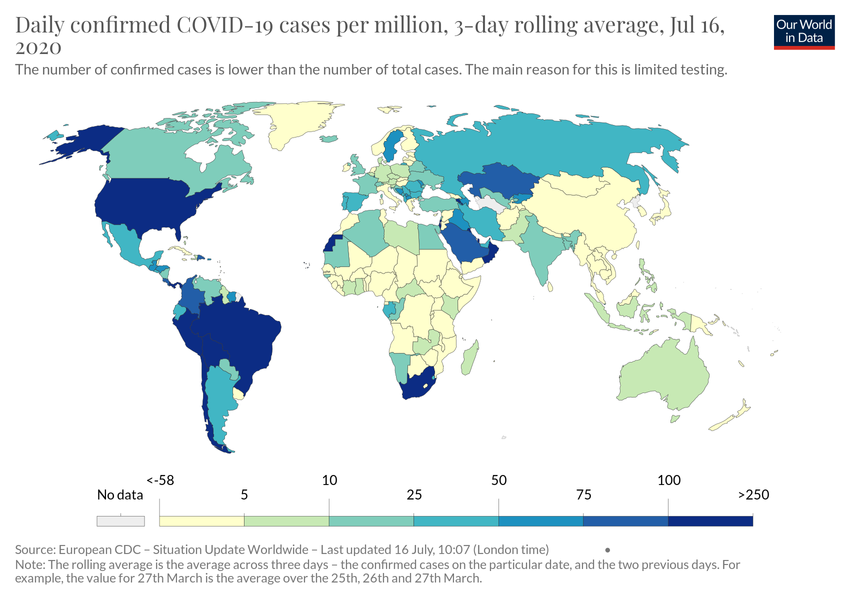 Daily confirmed COVID-19 cases per million, 3-day rolling average, Jul 16,
2020
Our World
in Data
The number of confirmed cases is lower than the number of total cases. The main reason for this is limited testing.
<-58 10 50 100
No data 5 25 75 >250
Source: European CDC – Situation Update Worldwide – Last updated 16 July, 10:07 (London time) •
Note: The rolling average is the average across three days – the confirmed cases on the particular date, and the two previous days. For
example, the value for 27th March is the average over the 25th, 26th and 27th March.